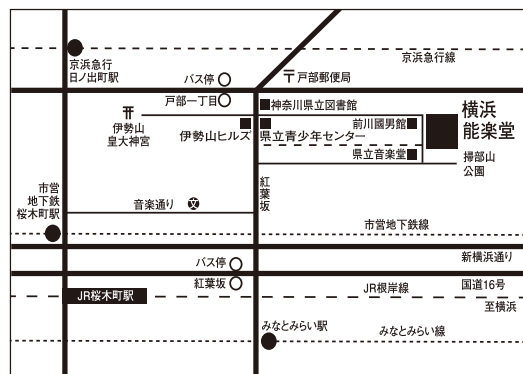 京浜急行線
京浜急行
日ノ出町駅
バス停
〒戸部郵便局
戸部一丁目
神奈川県立図書館
横浜
能楽堂
伊勢山
皇大神宮
伊勢山ヒルズ
県立青少年センター
前川國男館
県立音楽堂
掃部山
公園
紅葉坂
市営
地下鉄
桜木町駅
音楽通り
文
市営地下鉄線
新横浜通り
バス停
紅葉坂
国道16号
JR根岸線
JR桜木町駅
至横浜
みなとみらい駅
みなとみらい線